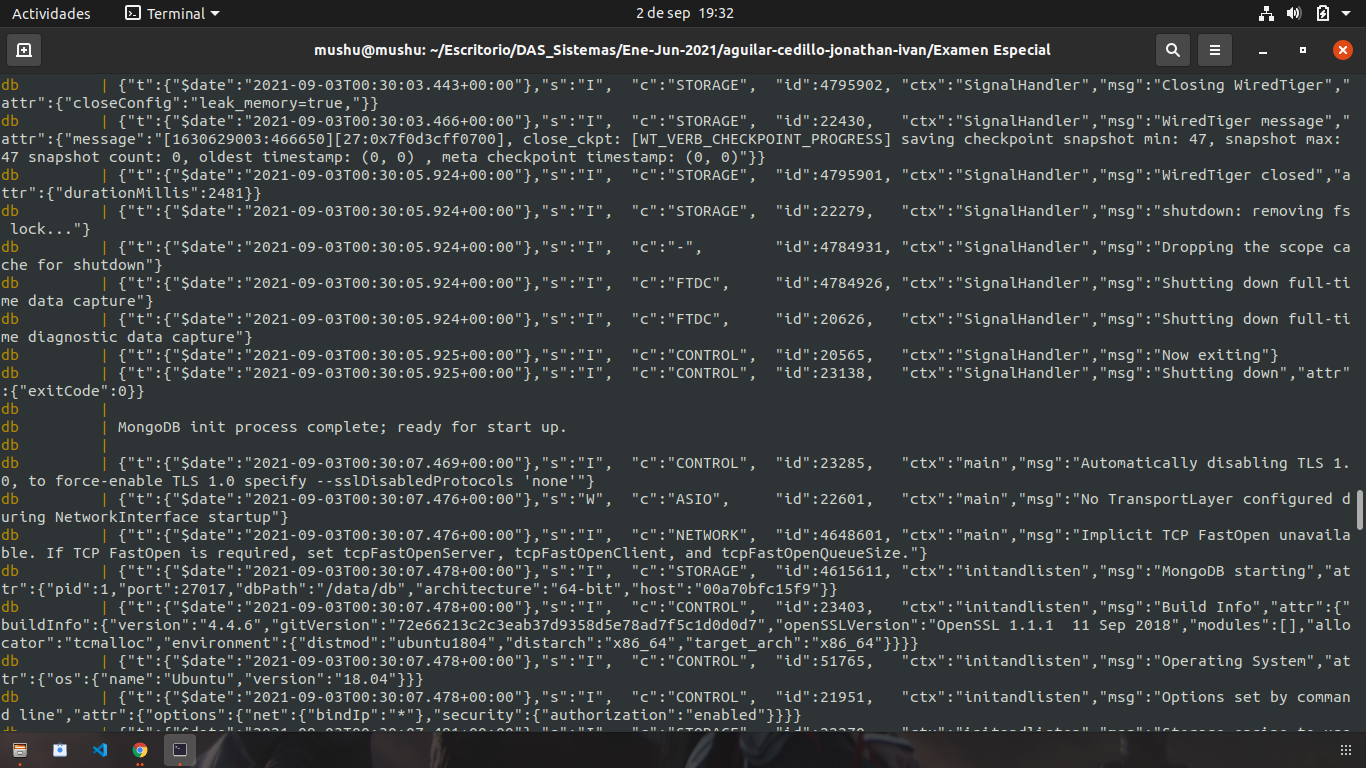 Actividades Terminal 2 de sep 19:32
mushu@mushu: ~/Escritorio/DAS_Sistemas/Ene-Jun-2021/aguilar-cedillo-jonathan-ivan/Examen Especial
db | {"t":{"$date":"2021-09-03T00:30:03.443+00:00"},"s":"I", "c":"STORAGE", "id":4795902, "ctx":"SignalHandler","msg":"Closing WiredTiger","
attr":{"closeConfig":"leak_memory=true,"}}
db | {"t":{"$date":"2021-09-03T00:30:03.466+00:00"},"s":"I", "c":"STORAGE", "id":22430, "ctx":"SignalHandler","msg":"WiredTiger message","
attr":{"message":"[1630629003:466650][27:0x7f0d3cff0700], close_ckpt: [WT_VERB_CHECKPOINT_PROGRESS] saving checkpoint snapshot min: 47, snapshot max:
47 snapshot count: 0, oldest timestamp: (0, 0) , meta checkpoint timestamp: (0, 0)"}}
db | {"t":{"$date":"2021-09-03T00:30:05.924+00:00"},"s":"I", "c":"STORAGE", "id":4795901, "ctx":"SignalHandler","msg":"WiredTiger closed","a
ttr":{"durationMillis":2481}}
db | {"t":{"$date":"2021-09-03T00:30:05.924+00:00"},"s":"I", "c":"STORAGE", "id":22279, "ctx":"SignalHandler","msg":"shutdown: removing fs
 lock..."}
db | {"t":{"$date":"2021-09-03T00:30:05.924+00:00"},"s":"I", "c":"-", "id":4784931, "ctx":"SignalHandler","msg":"Dropping the scope ca
che for shutdown"}
db | {"t":{"$date":"2021-09-03T00:30:05.924+00:00"},"s":"I", "c":"FTDC", "id":4784926, "ctx":"SignalHandler","msg":"Shutting down full-ti
me data capture"}
db | {"t":{"$date":"2021-09-03T00:30:05.924+00:00"},"s":"I", "c":"FTDC", "id":20626, "ctx":"SignalHandler","msg":"Shutting down full-ti
me diagnostic data capture"}
db | {"t":{"$date":"2021-09-03T00:30:05.925+00:00"},"s":"I", "c":"CONTROL", "id":20565, "ctx":"SignalHandler","msg":"Now exiting"}
db | {"t":{"$date":"2021-09-03T00:30:05.925+00:00"},"s":"I", "c":"CONTROL", "id":23138, "ctx":"SignalHandler","msg":"Shutting down","attr"
:{"exitCode":0}}
db |
db | MongoDB init process complete; ready for start up.
db |
db | {"t":{"$date":"2021-09-03T00:30:07.469+00:00"},"s":"I", "c":"CONTROL", "id":23285, "ctx":"main","msg":"Automatically disabling TLS 1.
0, to force-enable TLS 1.0 specify --sslDisabledProtocols 'none'"}
db | {"t":{"$date":"2021-09-03T00:30:07.476+00:00"},"s":"W", "c":"ASIO", "id":22601, "ctx":"main","msg":"No TransportLayer configured d
uring NetworkInterface startup"}
db | {"t":{"$date":"2021-09-03T00:30:07.476+00:00"},"s":"I", "c":"NETWORK", "id":4648601, "ctx":"main","msg":"Implicit TCP FastOpen unavaila
ble. If TCP FastOpen is required, set tcpFastOpenServer, tcpFastOpenClient, and tcpFastOpenQueueSize."}
db | {"t":{"$date":"2021-09-03T00:30:07.478+00:00"},"s":"I", "c":"STORAGE", "id":4615611, "ctx":"initandlisten","msg":"MongoDB starting","at
tr":{"pid":1,"port":27017,"dbPath":"/data/db","architecture":"64-bit","host":"00a70bfc15f9"}}
db | {"t":{"$date":"2021-09-03T00:30:07.478+00:00"},"s":"I", "c":"CONTROL", "id":23403, "ctx":"initandlisten","msg":"Build Info","attr":{"
buildInfo":{"version":"4.4.6","gitVersion":"72e66213c2c3eab37d9358d5e78ad7f5c1d0d0d7","openSSLVersion":"OpenSSL 1.1.1  11 Sep 2018","modules":[],"allo
cator":"tcmalloc","environment":{"distmod":"ubuntu1804","distarch":"x86_64","target_arch":"x86_64"}}}}
db | {"t":{"$date":"2021-09-03T00:30:07.478+00:00"},"s":"I", "c":"CONTROL", "id":51765, "ctx":"initandlisten","msg":"Operating System","at
tr":{"os":{"name":"Ubuntu","version":"18.04"}}}
db | {"t":{"$date":"2021-09-03T00:30:07.478+00:00"},"s":"I", "c":"CONTROL", "id":21951, "ctx":"initandlisten","msg":"Options set by comman
d line","attr":{"options":{"net":{"bindIp":"*"},"security":{"authorization":"enabled"}}}}